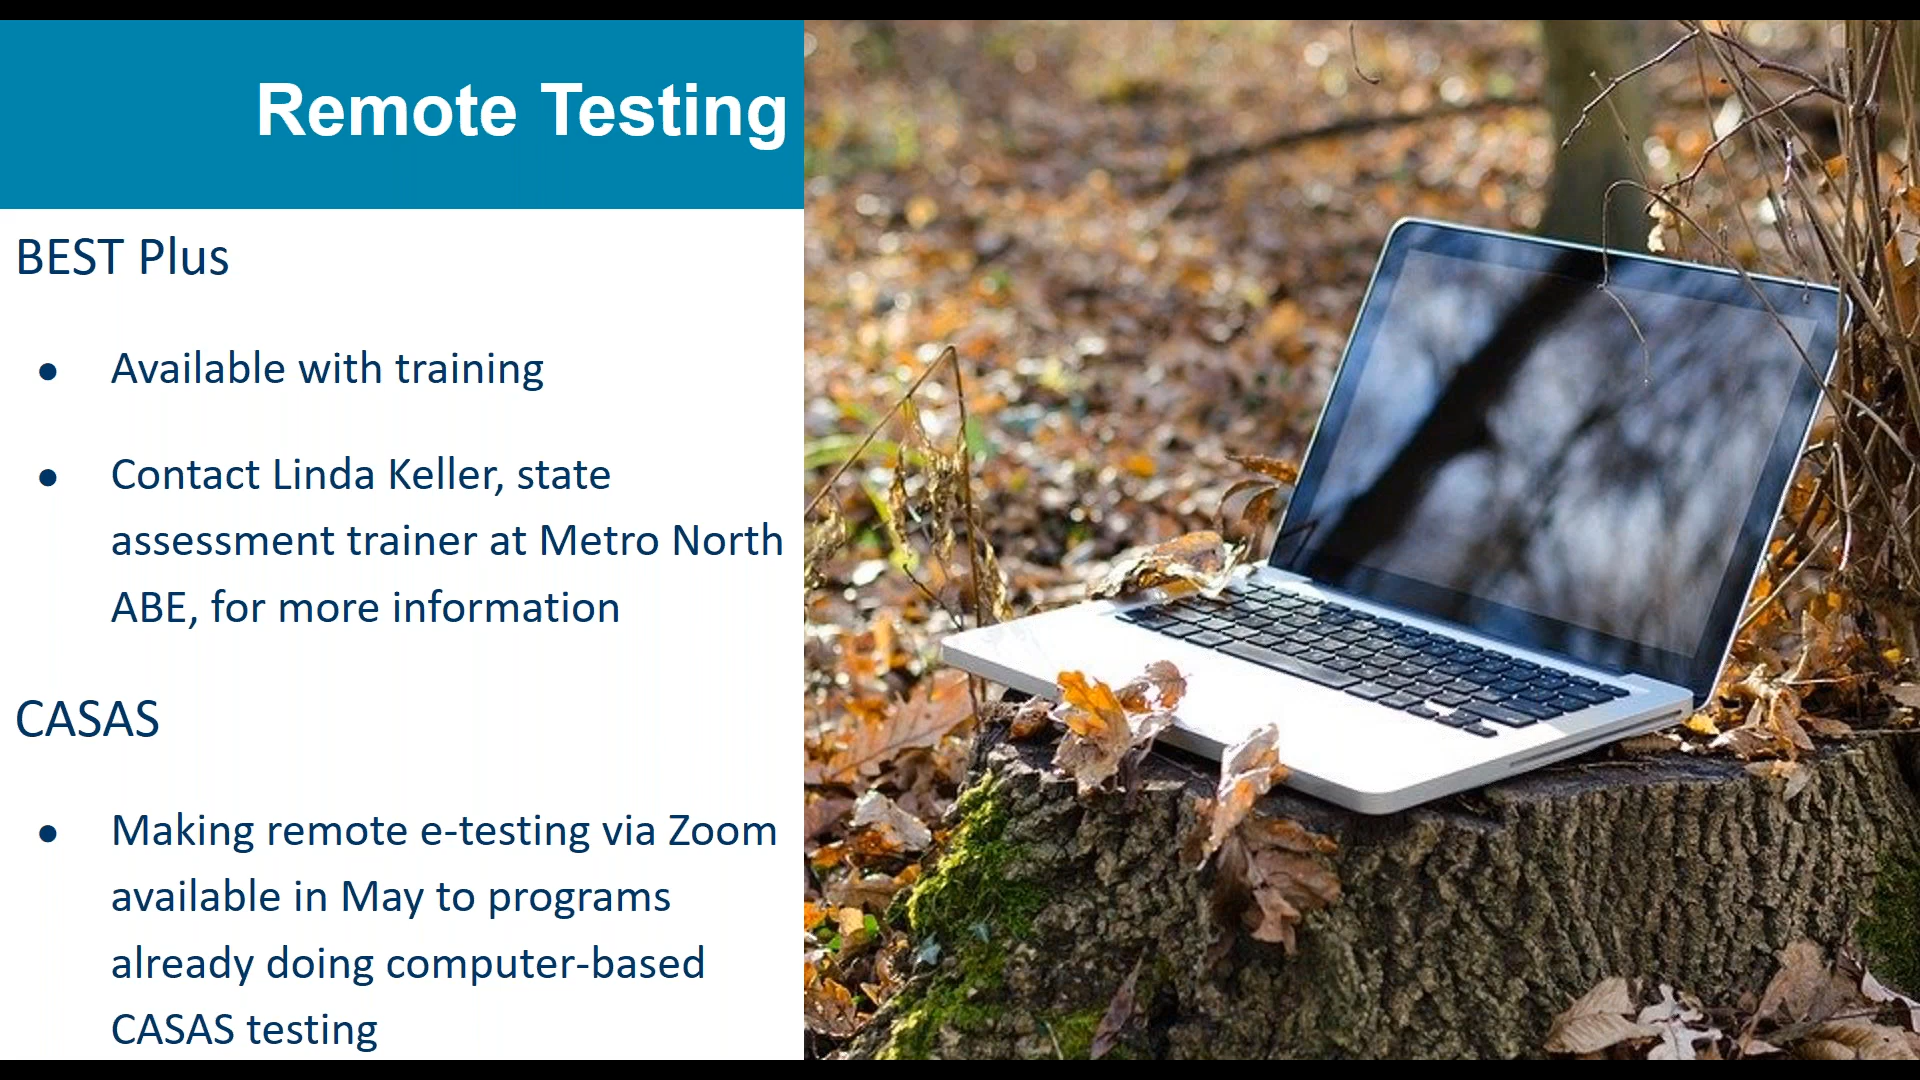 Remote Testing
BEST Plus
● Available with training
● Contact Linda Keller, state
assessment trainer at Metro North
ABE, for more information
CASAS
● Making remote e-testing via Zoom
available in May to programs
already doing computer-based
CASAS testing